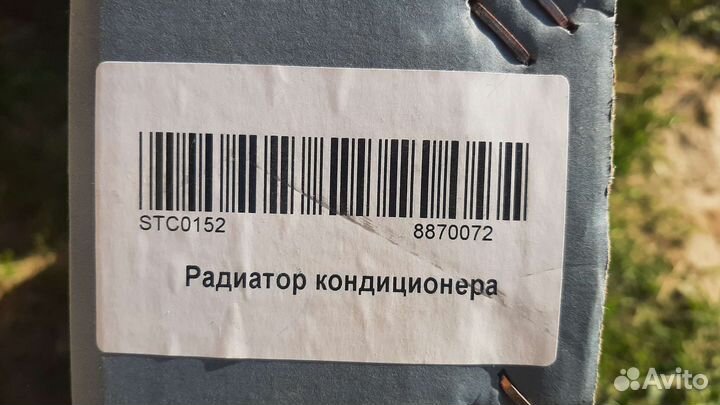 STC0152 8870072
Радиатор кондиционера
Avito